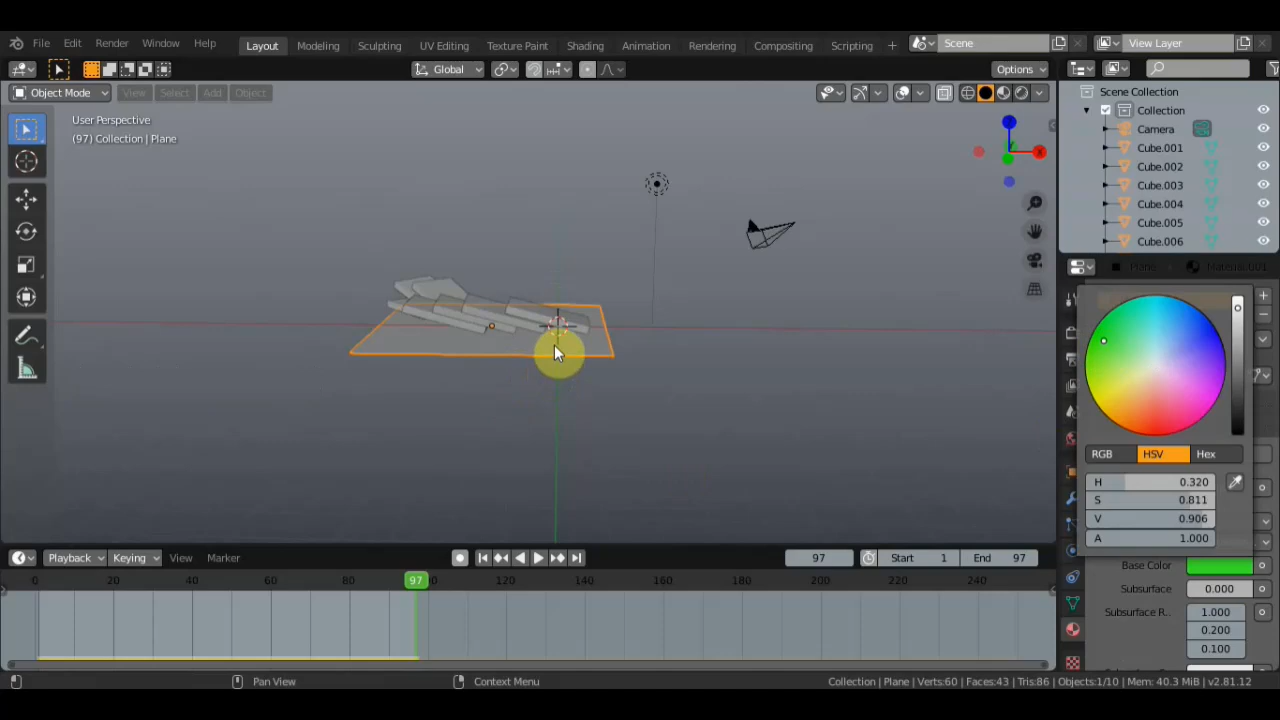 File Edit Render Window Help Layout Modeling Sculpting UV Editing Texture Paint Shading Animation Rendering Compositing Scripting + Scene View Layer
Global Options
Object Mode View Select Add Object
User Perspective
(97) Collection | Plane
Z
X
Scene Collection
Collection
Camera
Cube.001
Cube.002
Cube.003
Cube.004
Cube.005
Cube.006
Plane
RGB HSV Hex
H 0.320
S 0.811
V 0.906
A 1.000
Base Color
Subsurface 0.000
Subsurface R.. 1.000
0.200
0.100
Playback Keying View Marker 97 Start 1 End 97
0 20 40 60 80 97 100 120 140 160 180 200 220 240
Pan View Context Menu Collection | Plane | Verts:60 | Faces:43 | Tris:86 | Objects:1/10 | Mem: 40.3 MiB | v2.81.12